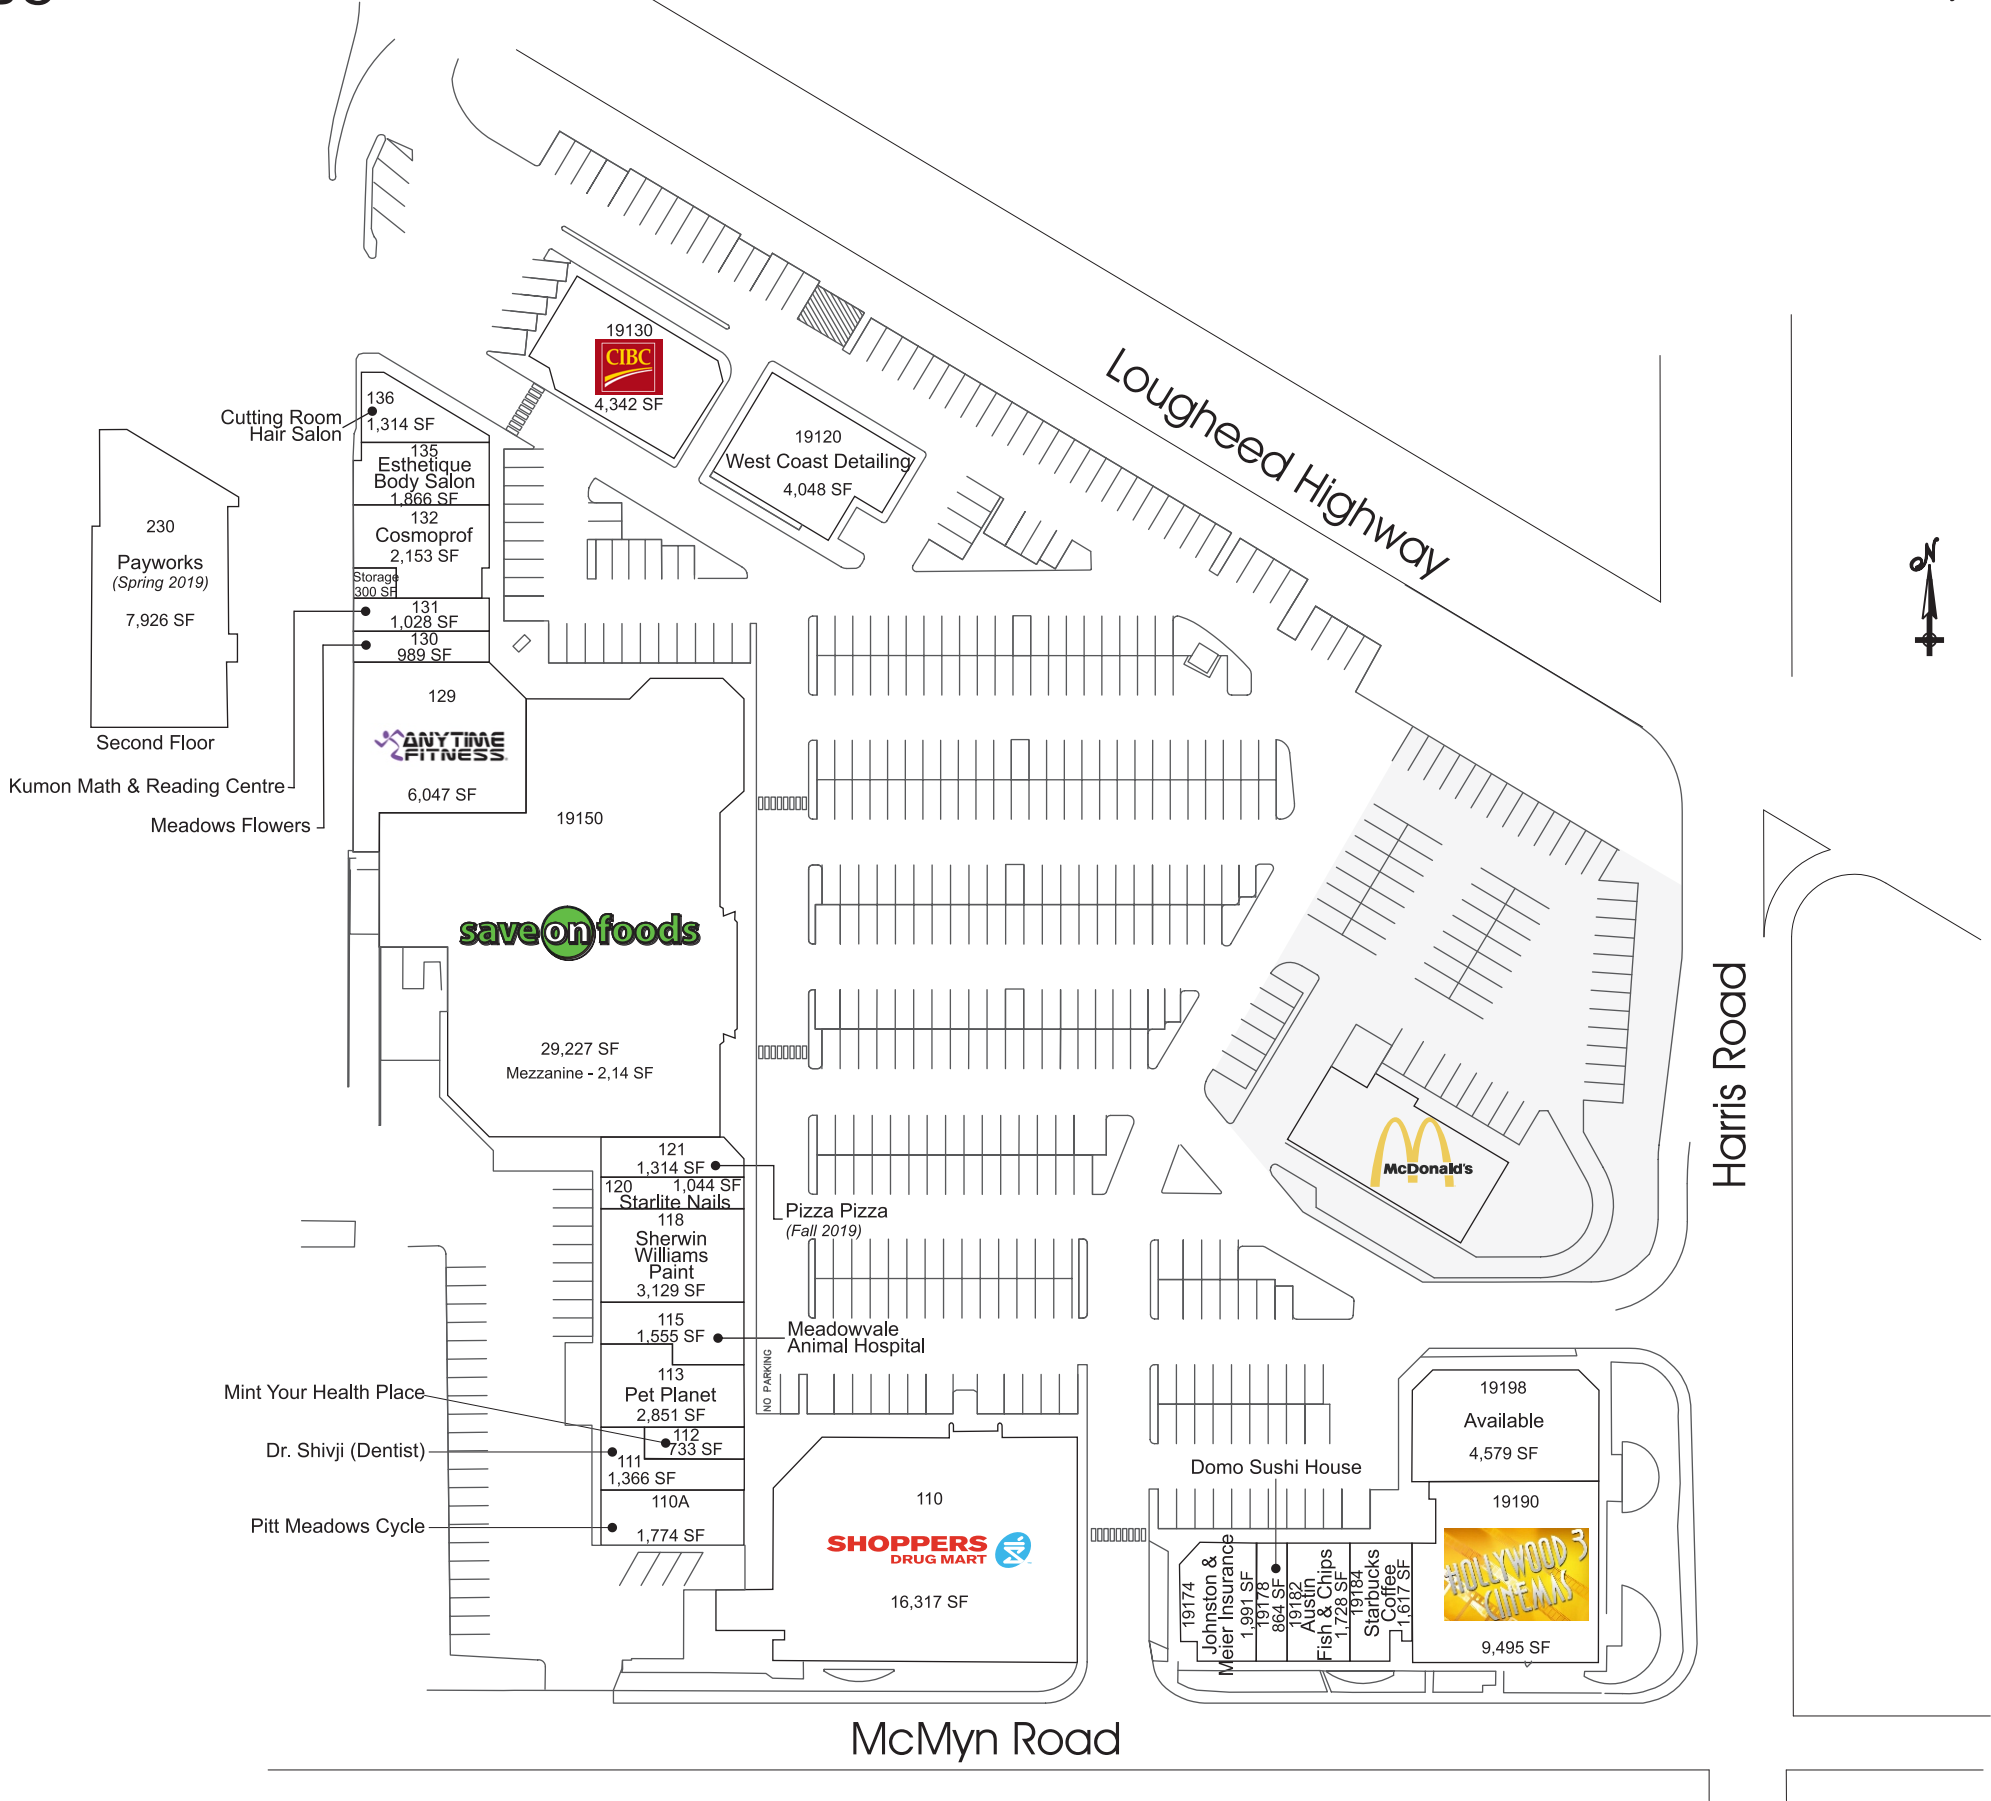 Lougheed Highway
19130
CIBC
4,342 SF
19120
West Coast Detailing
4,048 SF
N
136
1,314 SF
Cutting Room
Hair Salon
135
Esthetique
Body Salon
1,866 SF
132
Cosmoprof
2,153 SF
Storage
300 SF
131
1,028 SF
130
989 SF
230
Payworks
(Spring 2019)
7,926 SF
Second Floor
Kumon Math & Reading Centre
Meadows Flowers
129
ANYTIME
FITNESS
6,047 SF
19150
save on foods
29,227 SF
Mezzanine - 2,14 SF
Harris Road
McDonald's
121
1,314 SF
120
1,044 SF
Starlite Nails
Pizza Pizza
(Fall 2019)
118
Sherwin
Williams
Paint
3,129 SF
115
1,555 SF
Meadowvale
Animal Hospital
NO PARKING
113
Pet Planet
2,851 SF
Mint Your Health Place
112
733 SF
Dr. Shivji (Dentist)
111
1,366 SF
110A
1,774 SF
Pitt Meadows Cycle
110
SHOPPERS
DRUG MART
16,317 SF
Domo Sushi House
19174
Johnston &
Meier Insurance
1,991 SF
19178
864 SF
19182
Austin
Fish & Chips
1,728 SF
19184
Starbucks
Coffee
1,617 SF
19198
Available
4,579 SF
19190
HOLLYWOOD 3
CINEMAS
9,495 SF
McMyn Road